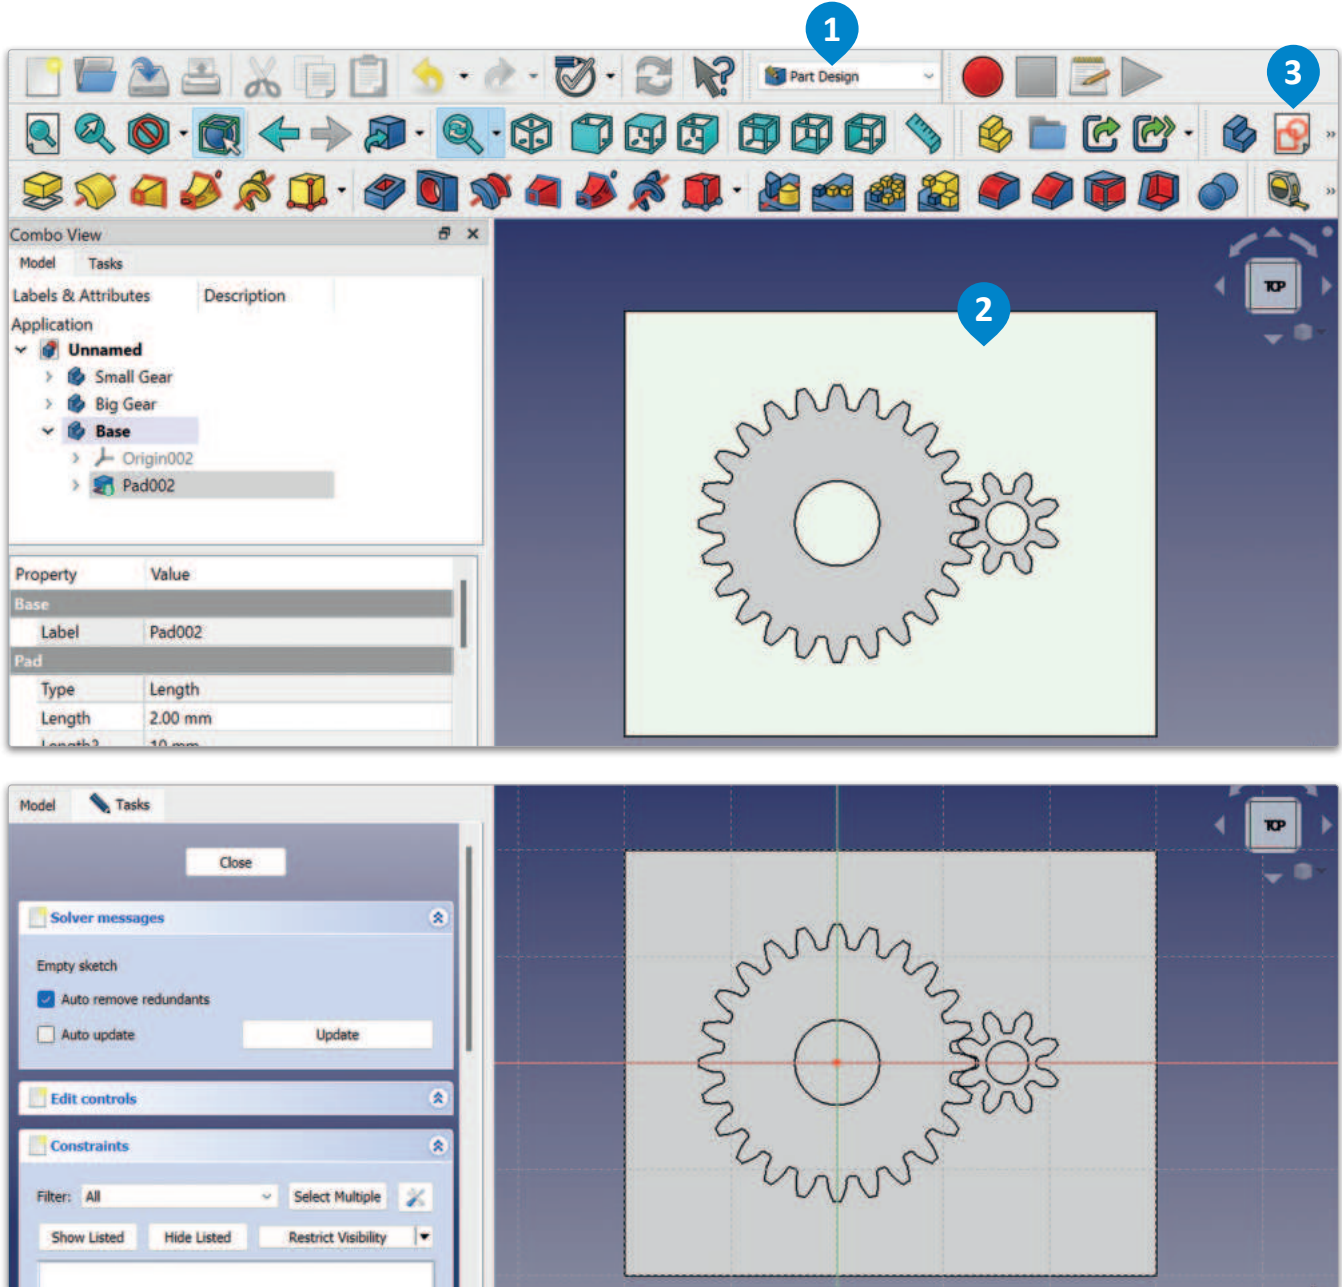 1
Part Design
3
Combo View
Model Tasks
Labels & Attributes Description
Application
Unnamed
Small Gear
Big Gear
Base
Origin002
Pad002
TOP
2
Property Value
Base
Label Pad002
Pad
Type Length
Length 2.00 mm
Length2 10 mm
Model Tasks
TOP
Close
Solver messages
Empty sketch
Auto remove redundants
Auto update Update
Edit controls
Constraints
Filter: All Select Multiple
Show Listed Hide Listed Restrict Visibility